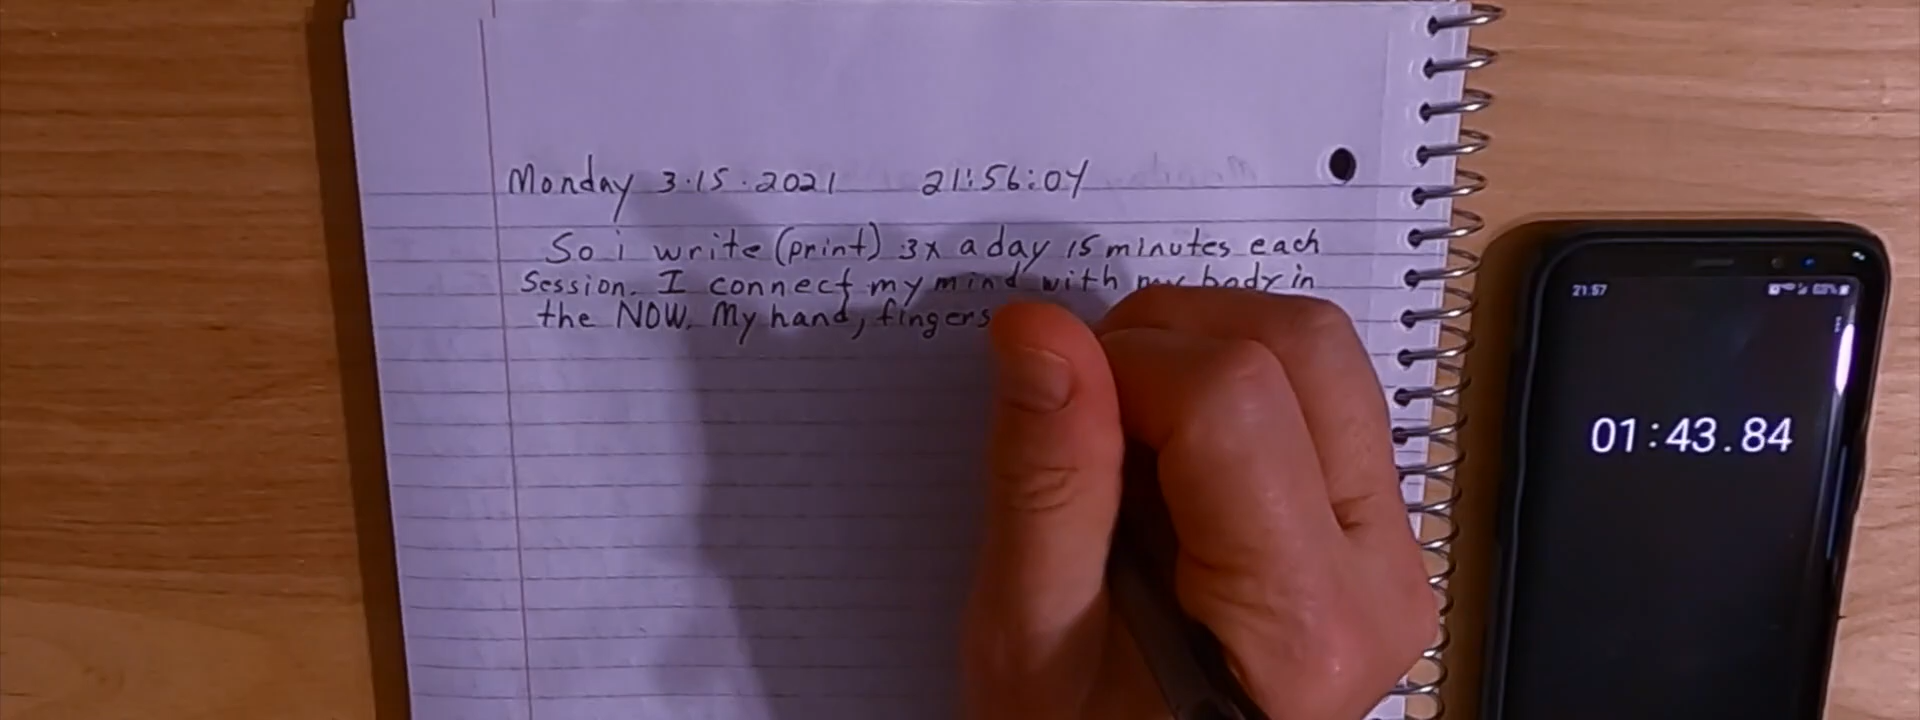 Monday 3.15.2021 21:56:04
So i write (print) 3x a day 15 minutes each
Session. I connect my mind with my body in
the NOW. My hand, fingers
21:57
01:43.84